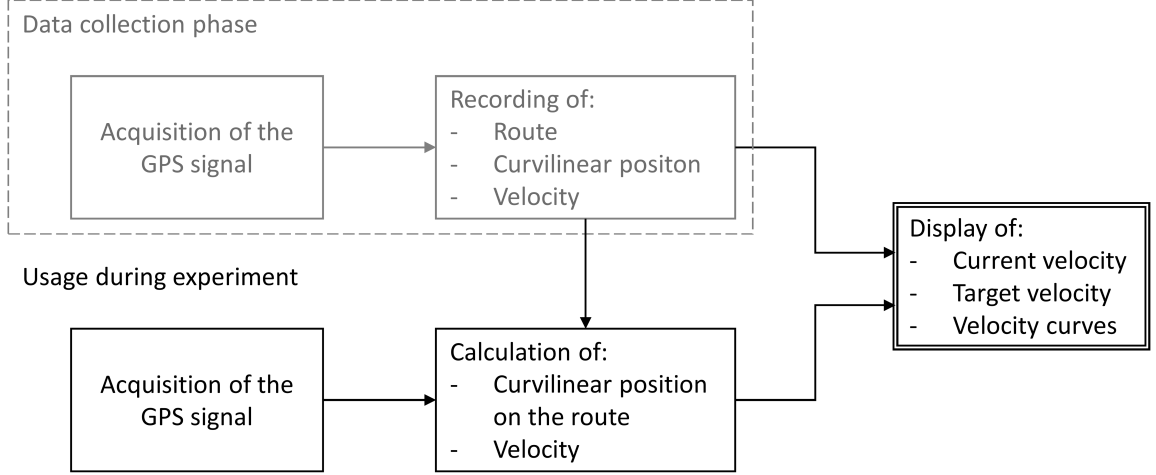 Data collection phase
Acquisition of the
GPS signal
Recording of:
- Route
- Curvilinear positon
- Velocity
Usage during experiment
Acquisition of the
GPS signal
Calculation of:
- Curvilinear position
on the route
- Velocity
Display of:
- Current velocity
- Target velocity
- Velocity curves